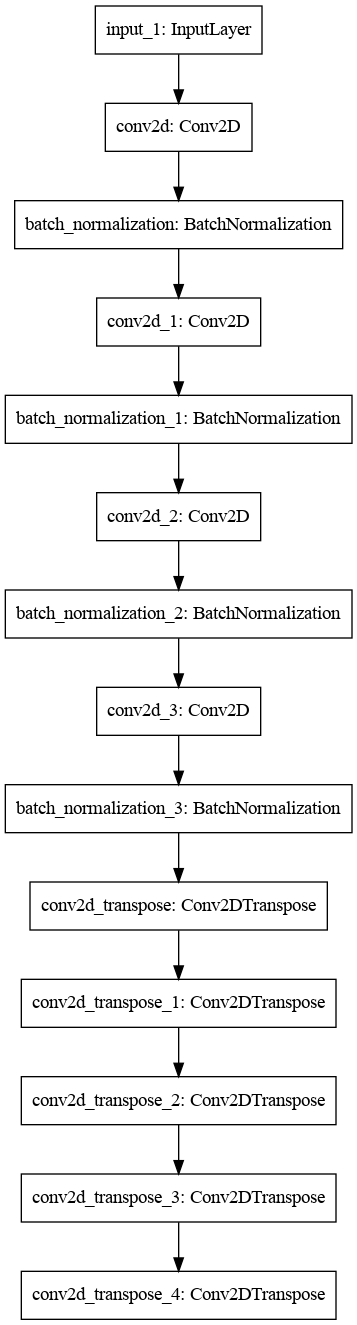 input_1: InputLayer
conv2d: Conv2D
batch_normalization: BatchNormalization
conv2d_1: Conv2D
batch_normalization_1: BatchNormalization
conv2d_2: Conv2D
batch_normalization_2: BatchNormalization
conv2d_3: Conv2D
batch_normalization_3: BatchNormalization
conv2d_transpose: Conv2DTranspose
conv2d_transpose_1: Conv2DTranspose
conv2d_transpose_2: Conv2DTranspose
conv2d_transpose_3: Conv2DTranspose
conv2d_transpose_4: Conv2DTranspose